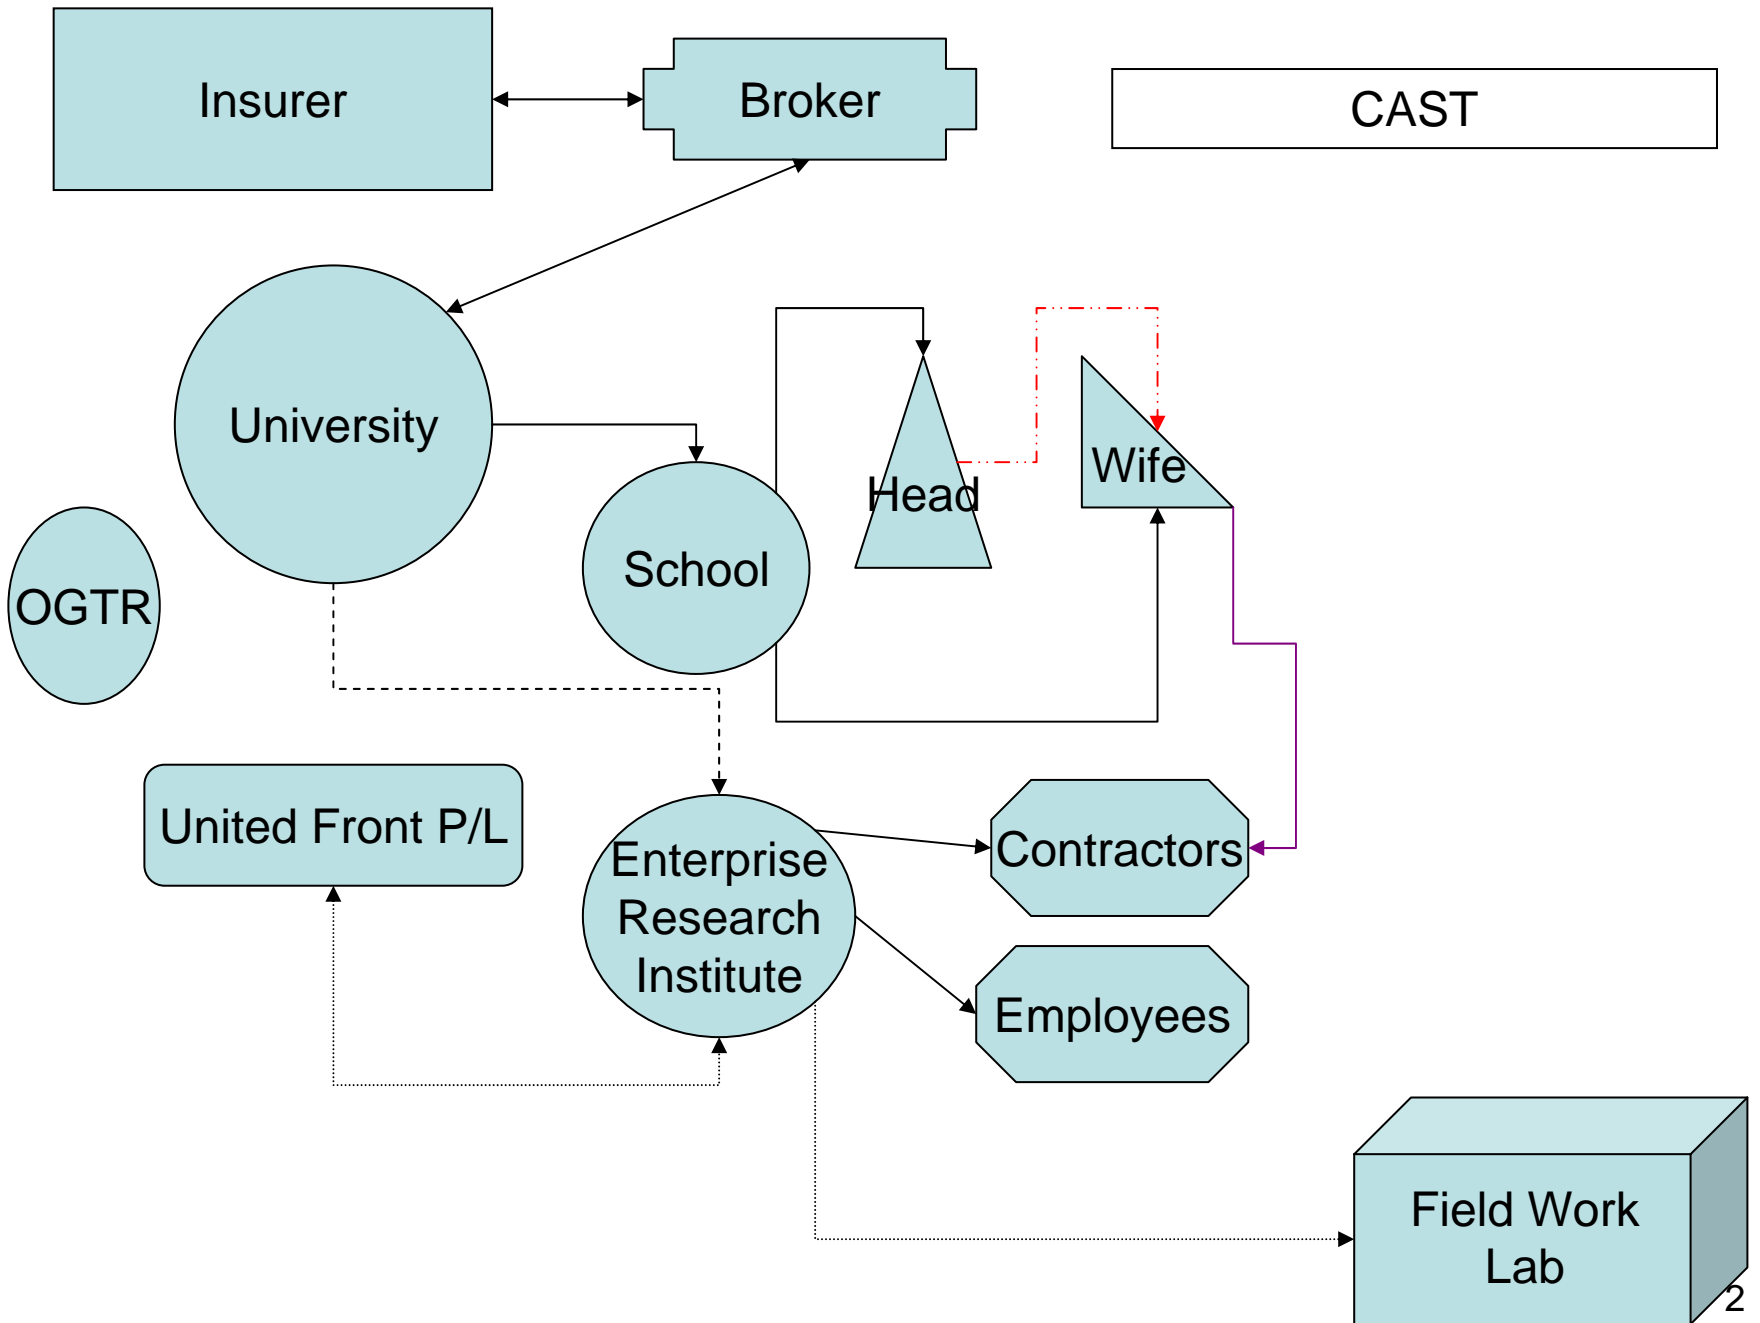 Insurer
Broker
CAST
University
Head
Wife
School
OGTR
United Front P/L
Enterprise
Research
Institute
Contractors
Employees
Field Work
Lab
2